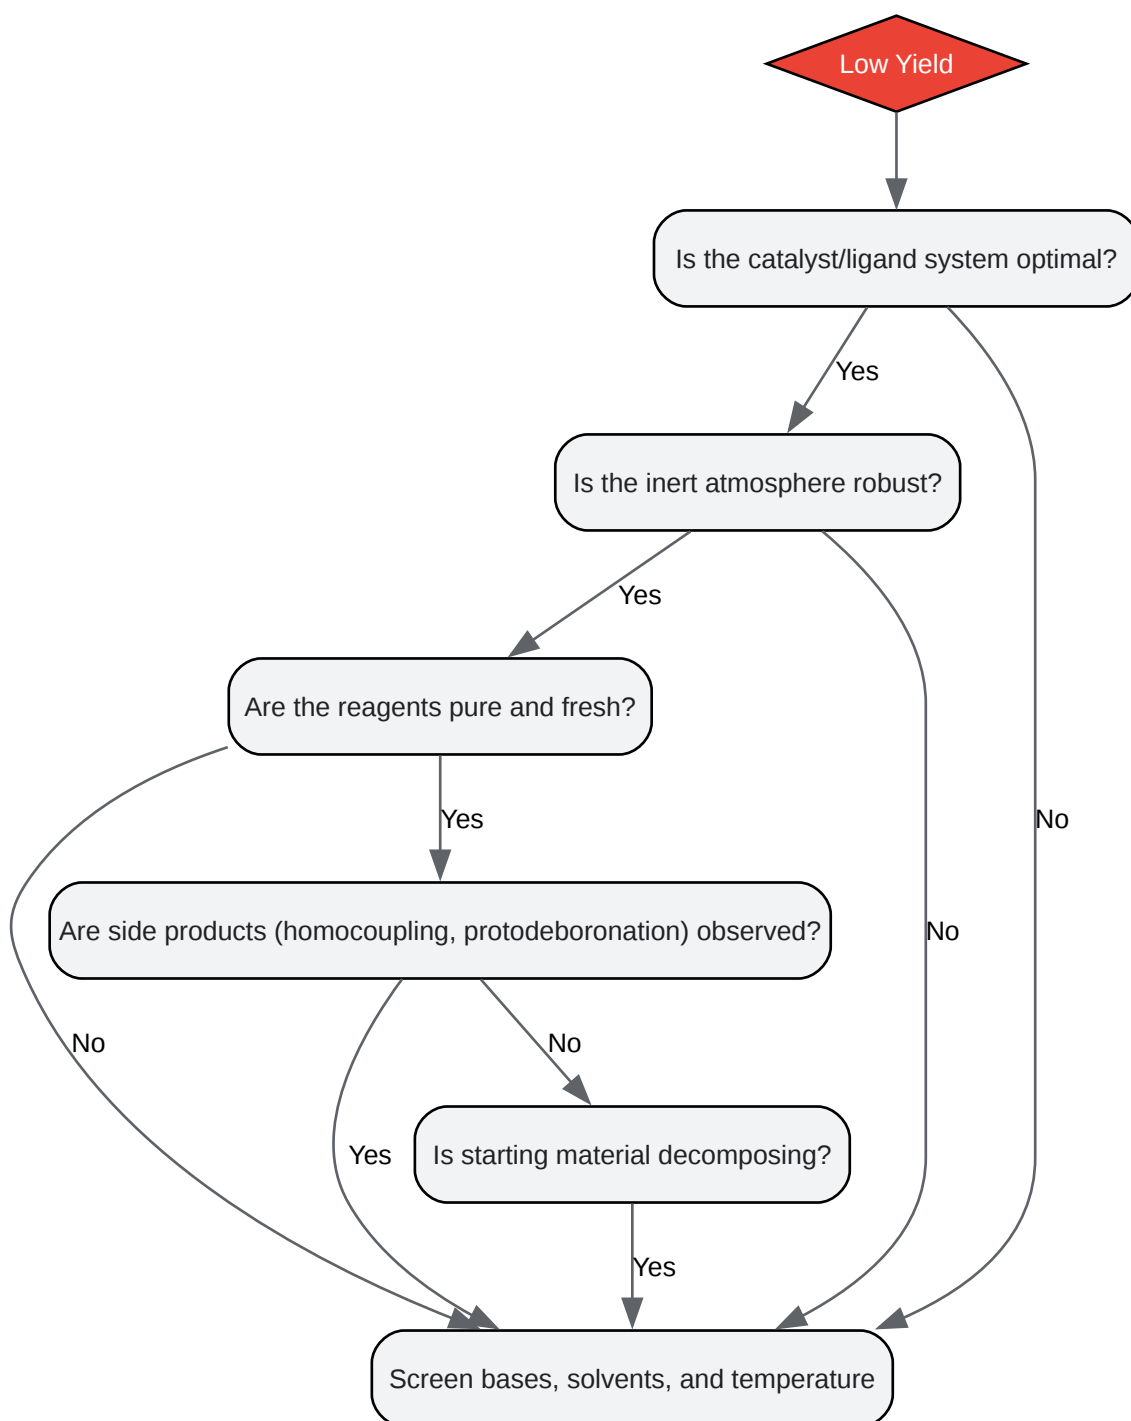 Low Yield
Is the catalyst/ligand system optimal?
Yes
Is the inert atmosphere robust?
Yes
Are the reagents pure and fresh?
Yes
No
Are side products (homocoupling, protodeboronation) observed?
No
No
No
Yes
Is starting material decomposing?
Yes
Screen bases, solvents, and temperature